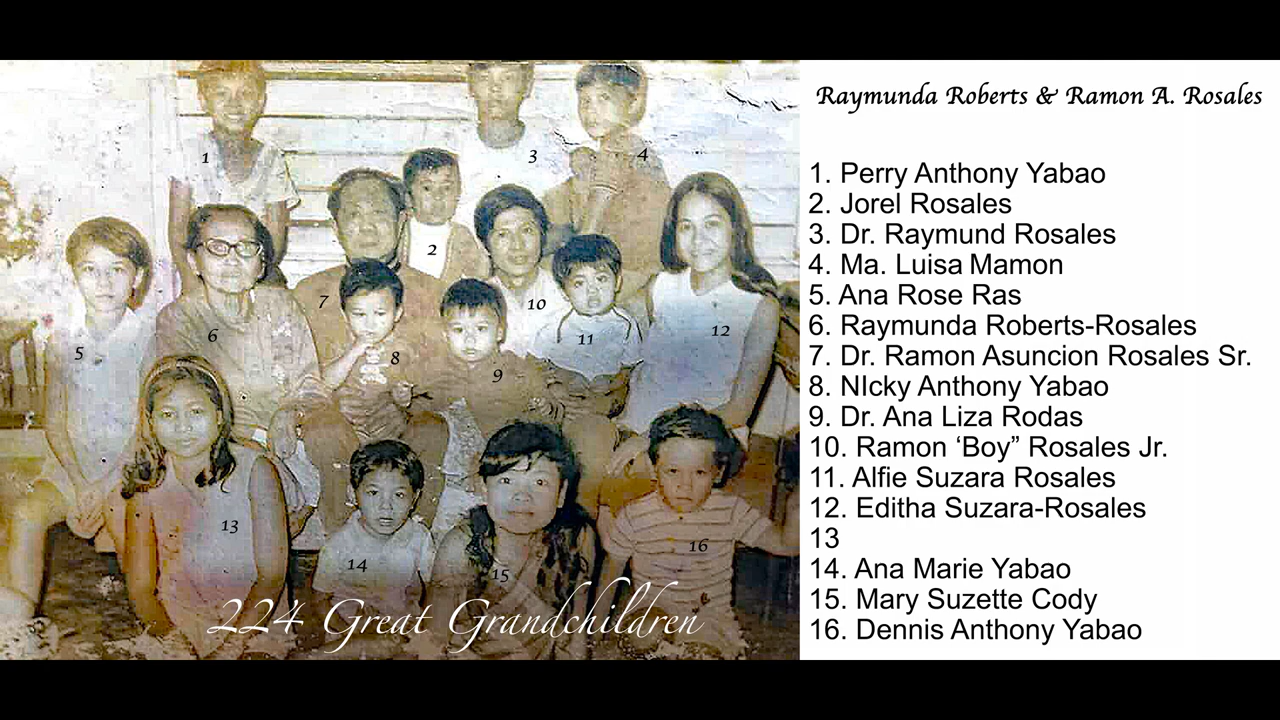 Raymunda Roberts & Ramon A. Rosales
1. Perry Anthony Yabao
2. Jorel Rosales
3. Dr. Raymund Rosales
4. Ma. Luisa Mamon
5. Ana Rose Ras
6. Raymunda Roberts-Rosales
7. Dr. Ramon Asuncion Rosales Sr.
8. NIcky Anthony Yabao
9. Dr. Ana Liza Rodas
10. Ramon ‘Boy” Rosales Jr.
11. Alfie Suzara Rosales
12. Editha Suzara-Rosales
13
14. Ana Marie Yabao
15. Mary Suzette Cody
16. Dennis Anthony Yabao
1
3
4
2
7
10
12
6
11
5
8
9
13
16
14
15
224 Great Grandchildren